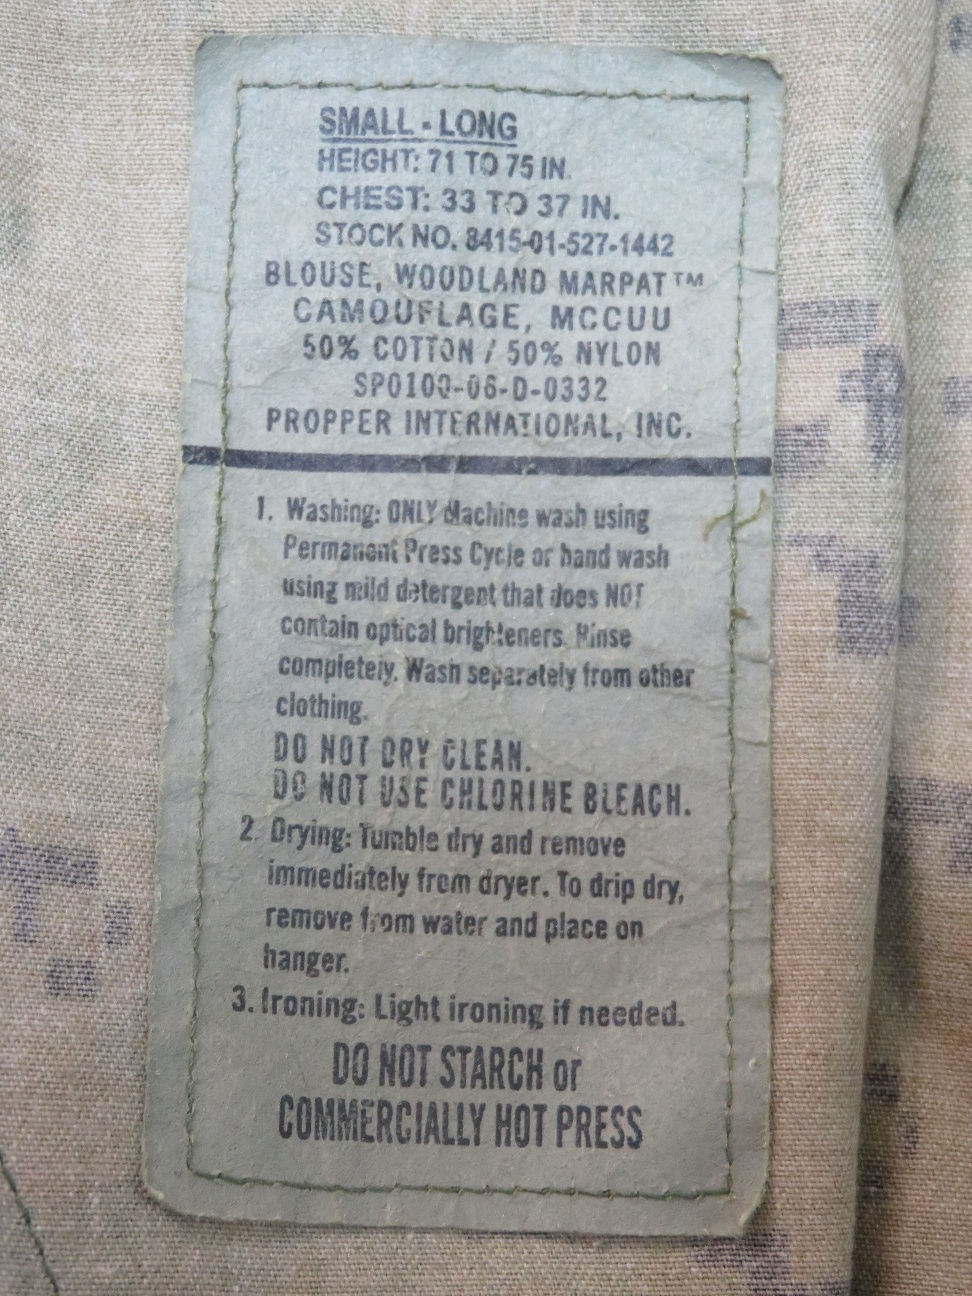 SMALL - LONG
HEIGHT: 71 TO 75 IN.
CHEST: 33 TO 37 IN.
STOCK NO. 8415-01-527-1442
BLOUSE, WOODLAND MARPAT™
CAMOUFLAGE, MCCUU
50% COTTON / 50% NYLON
SP0100-06-D-0332
PROPPER INTERNATIONAL, INC.
1. Washing: ONLY Machine wash using
Permanent Press Cycle or hand wash
using mild detergent that does NOT
contain optical brighteners. Rinse
completely. Wash separately from other
clothing.
DO NOT DRY CLEAN.
DO NOT USE CHLORINE BLEACH.
2. Drying: Tumble dry and remove
immediately from dryer. To drip dry,
remove from water and place on
hanger.
3. Ironing: Light ironing if needed.
DO NOT STARCH or
COMMERCIALLY HOT PRESS